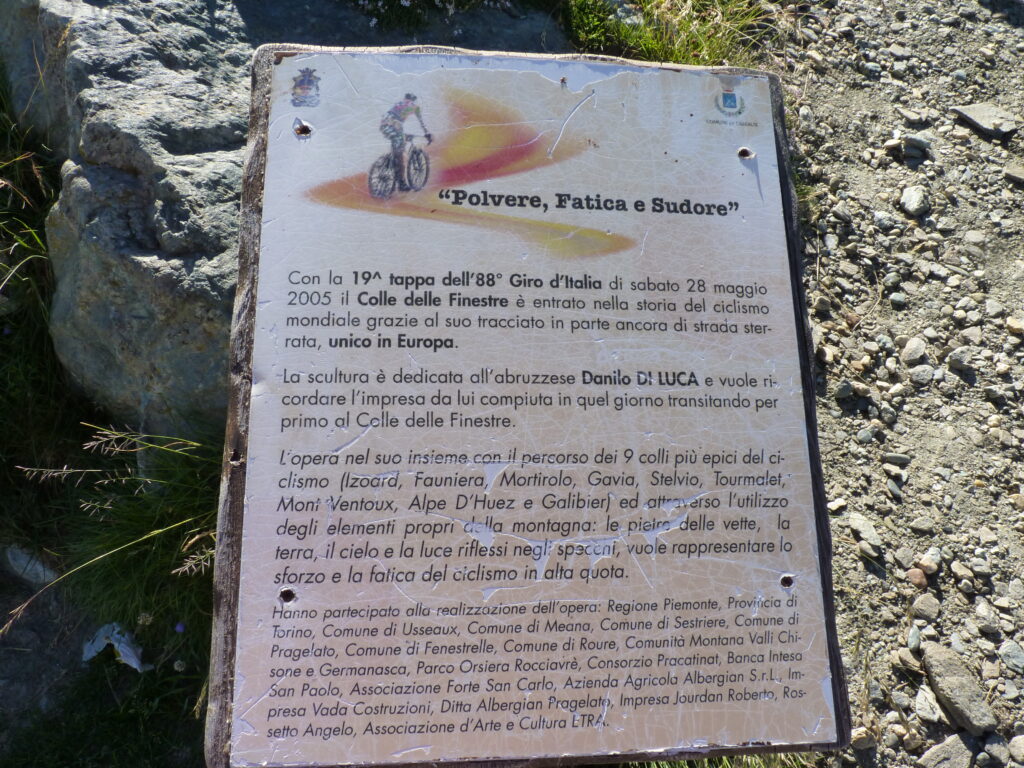 COMUNE DI USSEAUX
“Polvere, Fatica e Sudore”
Con la 19^ tappa dell'88° Giro d'Italia di sabato 28 maggio
2005 il Colle delle Finestre è entrato nella storia del ciclismo
mondiale grazie al suo tracciato in parte ancora di strada ster-
rata, unico in Europa.
La scultura è dedicata all'abruzzese Danilo DI LUCA e vuole ri-
cordare l'impresa da lui compiuta in quel giorno transitando per
primo al Colle delle Finestre.
L'opera nel suo insieme con il percorso dei 9 colli più epici del ci-
clismo (Izoard, Fauniera, Mortirolo, Gavia, Stelvio, Tourmalet,
Mont Ventoux, Alpe D'Huez e Galibier) ed attraverso l'utilizzo
degli elementi propri della montagna: le pietre delle vette, la
terra, il cielo e la luce riflessi negli specchi, vuole rappresentare lo
sforzo e la fatica del ciclismo in alta quota.
Hanno partecipato alla realizzazione dell'opera: Regione Piemonte, Provincia di
Torino, Comune di Usseaux, Comune di Meana, Comune di Sestriere, Comune di
Pragelato, Comune di Fenestrelle, Comune di Roure, Comunità Montana Valli Chi-
sone e Germanasca, Parco Orsiera Rocciavrè, Consorzio Pracatinat, Banca Intesa
San Paolo, Associazione Forte San Carlo, Azienda Agricola Albergian S.r.l., Im-
presa Vada Costruzioni, Ditta Albergian Pragelato, Impresa Jourdan Roberto, Ros-
setto Angelo, Associazione d'Arte e Cultura ETRA.